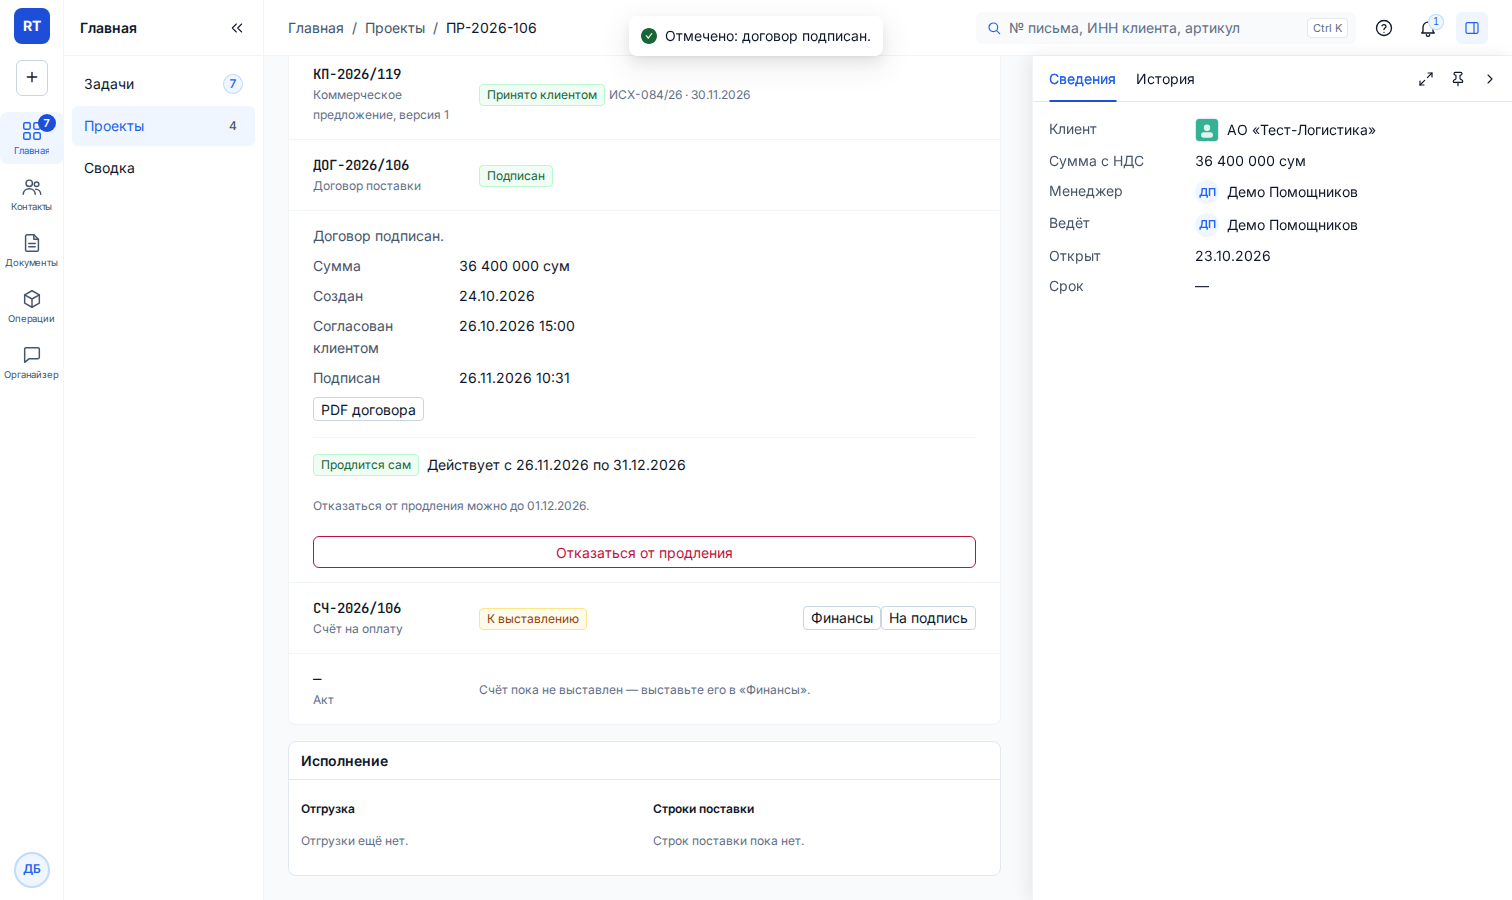 RT
Главная
Главная / Проекты / ПР-2026-106
Отмечено: договор подписан.
№ письма, ИНН клиента, артикул
Ctrl K
1
7
Главная
Контакты
Документы
Операции
Органайзер
ДБ
Задачи 7
Проекты 4
Сводка
КП-2026/119
Коммерческое
предложение, версия 1
Принято клиентом ИСХ-084/26 · 30.11.2026
ДОГ-2026/106
Договор поставки
Подписан
Договор подписан.
Сумма 36 400 000 сум
Создан 24.10.2026
Согласован
клиентом
26.10.2026 15:00
Подписан 26.11.2026 10:31
PDF договора
Продлится сам Действует с 26.11.2026 по 31.12.2026
Отказаться от продления можно до 01.12.2026.
Отказаться от продления
СЧ-2026/106
Счёт на оплату
К выставлению
Финансы На подпись
—
Акт
Счёт пока не выставлен — выставьте его в «Финансы».
Исполнение
Отгрузка
Отгрузки ещё нет.
Строки поставки
Строк поставки пока нет.
Сведения История
Клиент АО «Тест-Логистика»
Сумма с НДС 36 400 000 сум
Менеджер ДП Демо Помощников
Ведёт ДП Демо Помощников
Открыт 23.10.2026
Срок —